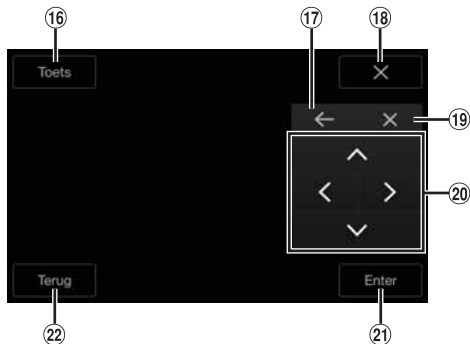 ⑯ ⑰ ⑱
Toets ✕
← ✕ ⑲
⑳
Terug Enter
㉒ ㉑